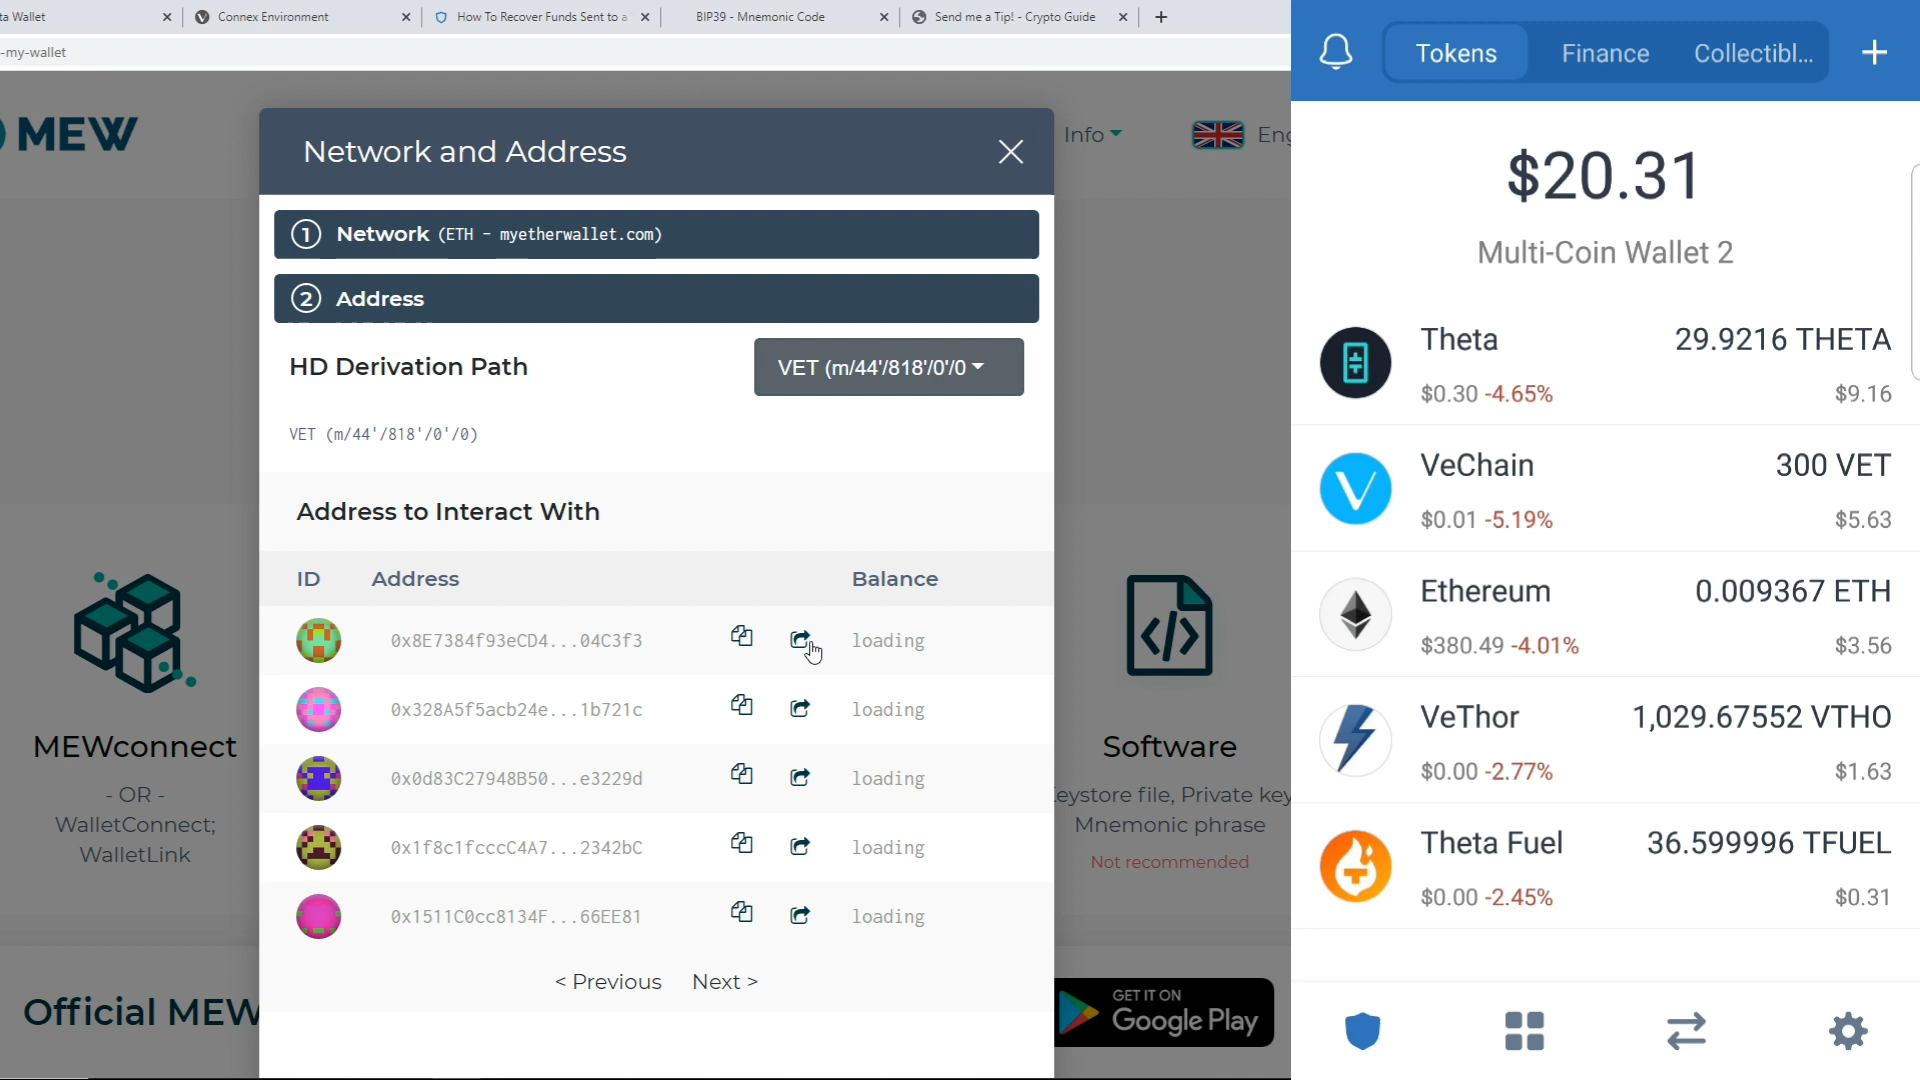 ta Wallet
Connex Environment
How To Recover Funds Sent to a
BIP39 - Mnemonic Code
Send me a Tip! - Crypto Guide
-my-wallet
MEW
Info
Eng
Network and Address
1 Network (ETH - myetherwallet.com)
2 Address
HD Derivation Path
VET (m/44'/818'/0'/0
VET (m/44'/818'/0'/0)
Address to Interact With
ID Address Balance
0x8E7384f93eCD4...04C3f3 loading
0x328A5f5acb24e...1b721c loading
0x0d83C27948B50...e3229d loading
0x1f8c1fcccC4A7...2342bC loading
0x1511C0cc8134F...66EE81 loading
< Previous Next >
MEWconnect
- OR -
WalletConnect;
WalletLink
Software
eystore file, Private key
Mnemonic phrase
Not recommended
Official MEW
GET IT ON
Google Play
Tokens
Finance
Collectibl...
$20.31
Multi-Coin Wallet 2
Theta 29.9216 THETA
$0.30 -4.65% $9.16
VeChain 300 VET
$0.01 -5.19% $5.63
Ethereum 0.009367 ETH
$380.49 -4.01% $3.56
VeThor 1,029.67552 VTHO
$0.00 -2.77% $1.63
Theta Fuel 36.599996 TFUEL
$0.00 -2.45% $0.31